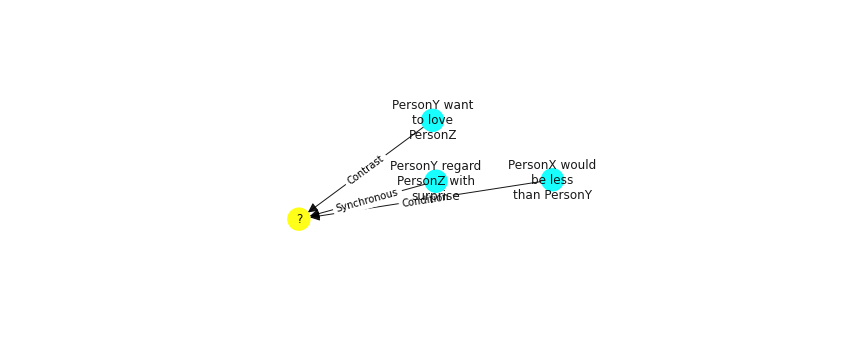 PersonY want
to love
PersonZ
Contrast
PersonY regard
PersonZ with
surprise
PersonX would
be less
than PersonY
Synchronous
Condition
?